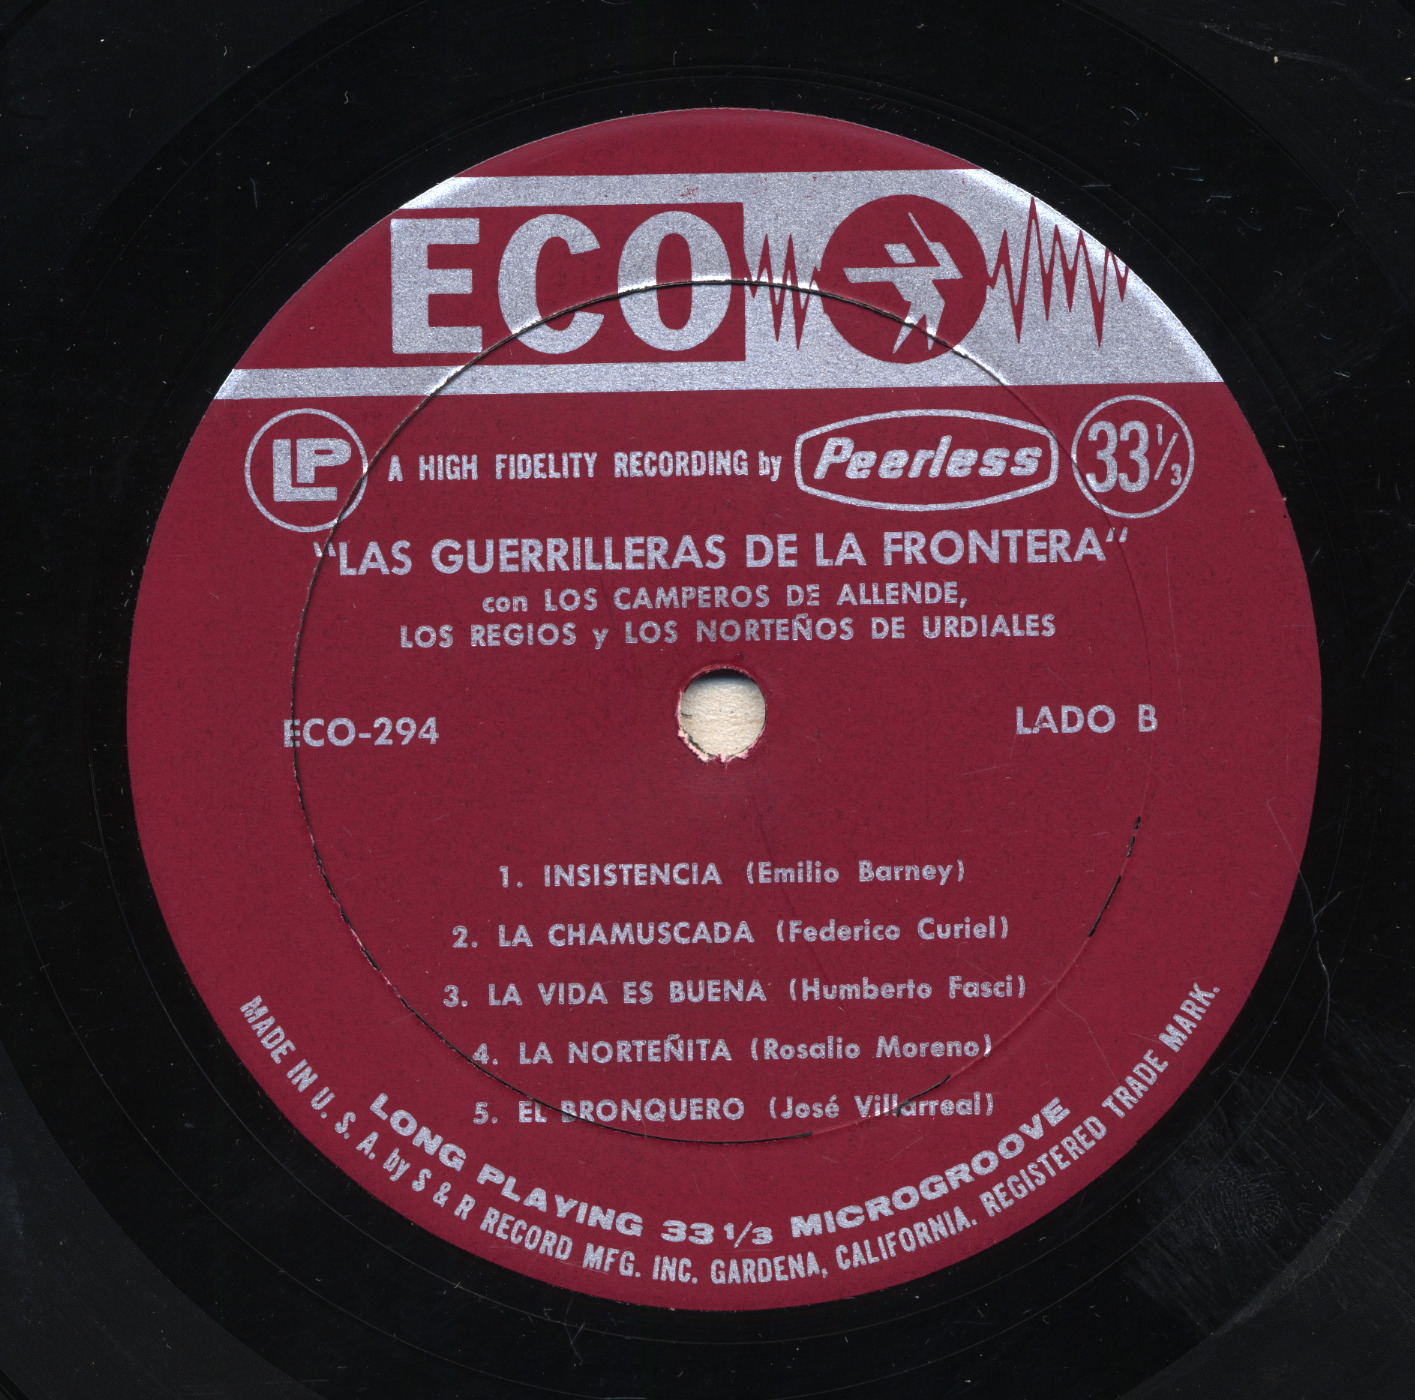 ECO
LP A HIGH FIDELITY RECORDING by Peerless 33 1/3
"LAS GUERRILLERAS DE LA FRONTERA"
con LOS CAMPEROS DE ALLENDE,
LOS REGIOS y LOS NORTEÑOS DE URDIALES
ECO-294 LADO B
1. INSISTENCIA (Emilio Barney)
2. LA CHAMUSCADA (Federico Curiel)
3. LA VIDA ES BUENA (Humberto Fasci)
4. LA NORTEÑITA (Rosalio Moreno)
5. EL BRONQUERO (José Villarreal)
LONG PLAYING 33 1/3 MICROGROOVE
MADE IN U. S. A. by S & R RECORD MFG. INC. GARDENA, CALIFORNIA. REGISTERED TRADE MARK.